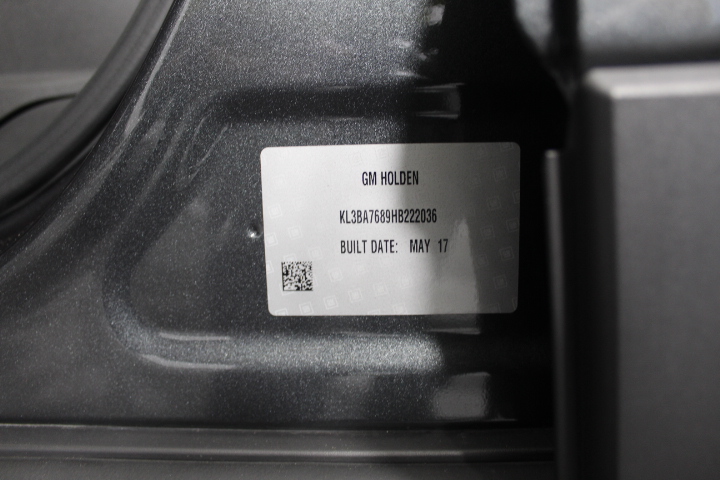 GM HOLDEN
KL3BA7689HB222036
BUILT DATE: MAY 17